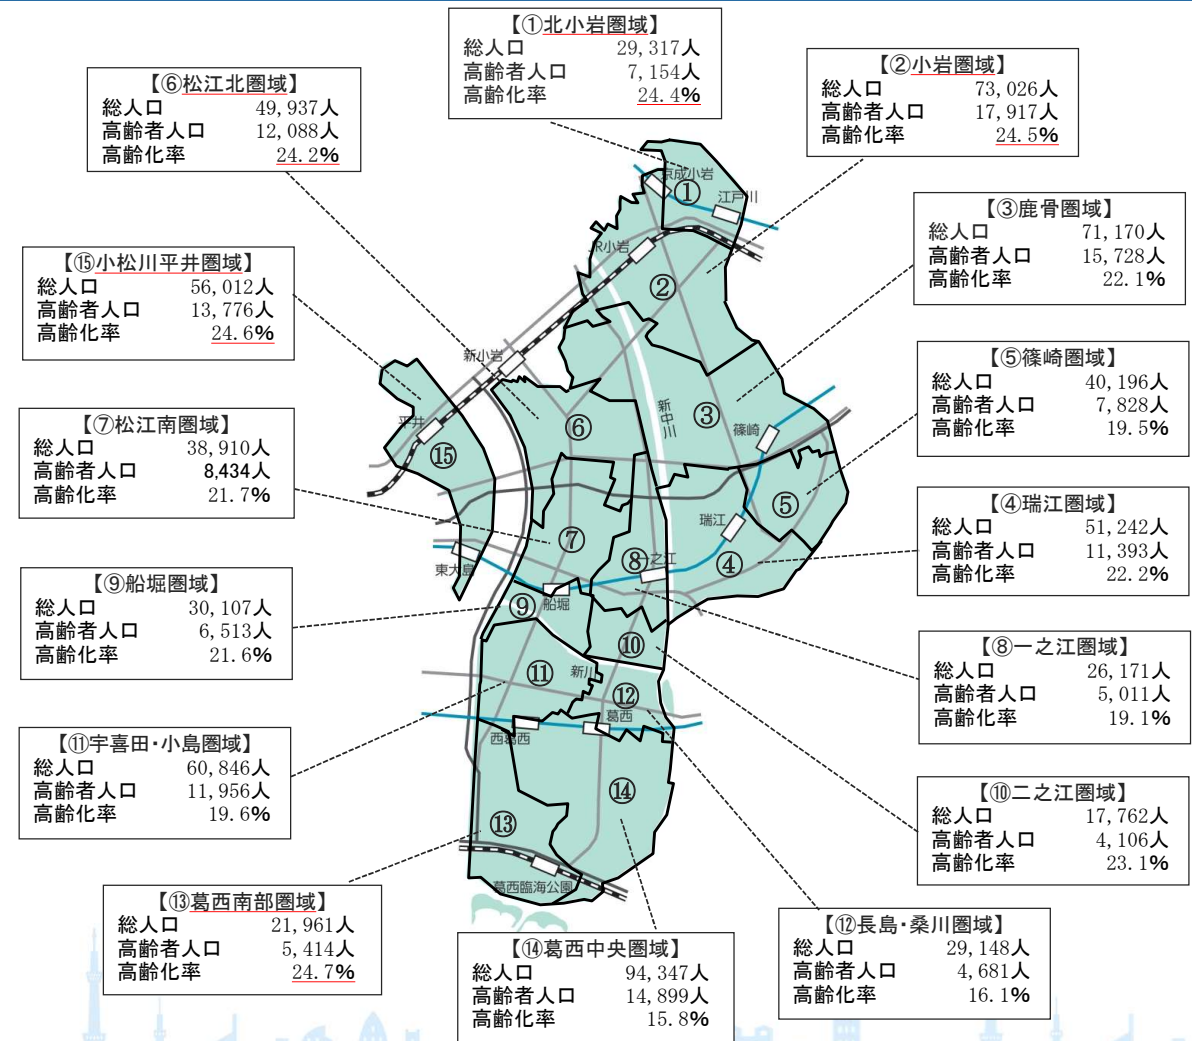 【①北小岩圏域】
総人口 29,317人
高齢者人口 7,154人
高齢化率 24.4%
【②小岩圏域】
総人口 73,026人
高齢者人口 17,917人
高齢化率 24.5%
【⑥松江北圏域】
総人口 49,937人
高齢者人口 12,088人
高齢化率 24.2%
【③鹿骨圏域】
総人口 71,170人
高齢者人口 15,728人
高齢化率 22.1%
【⑮小松川平井圏域】
総人口 56,012人
高齢者人口 13,776人
高齢化率 24.6%
【⑤篠崎圏域】
総人口 40,196人
高齢者人口 7,828人
高齢化率 19.5%
【⑦松江南圏域】
総人口 38,910人
高齢者人口 8,434人
高齢化率 21.7%
【④瑞江圏域】
総人口 51,242人
高齢者人口 11,393人
高齢化率 22.2%
【⑨船堀圏域】
総人口 30,107人
高齢者人口 6,513人
高齢化率 21.6%
【⑧一之江圏域】
総人口 26,171人
高齢者人口 5,011人
高齢化率 19.1%
【⑪宇喜田・小島圏域】
総人口 60,846人
高齢者人口 11,956人
高齢化率 19.6%
【⑩二之江圏域】
総人口 17,762人
高齢者人口 4,106人
高齢化率 23.1%
【⑬葛西南部圏域】
総人口 21,961人
高齢者人口 5,414人
高齢化率 24.7%
【⑭葛西中央圏域】
総人口 94,347人
高齢者人口 14,899人
高齢化率 15.8%
【⑫長島・桑川圏域】
総人口 29,148人
高齢者人口 4,681人
高齢化率 16.1%
京成小岩
①
江戸川
JR小岩
②
新小岩
新中川
③
平井
⑥
篠崎
⑮
⑤
瑞江
⑦
⑧
一之江
④
東大島
船堀
⑨
⑩
⑪
新川
⑫
葛西
西葛西
⑭
⑬
葛西臨海公園